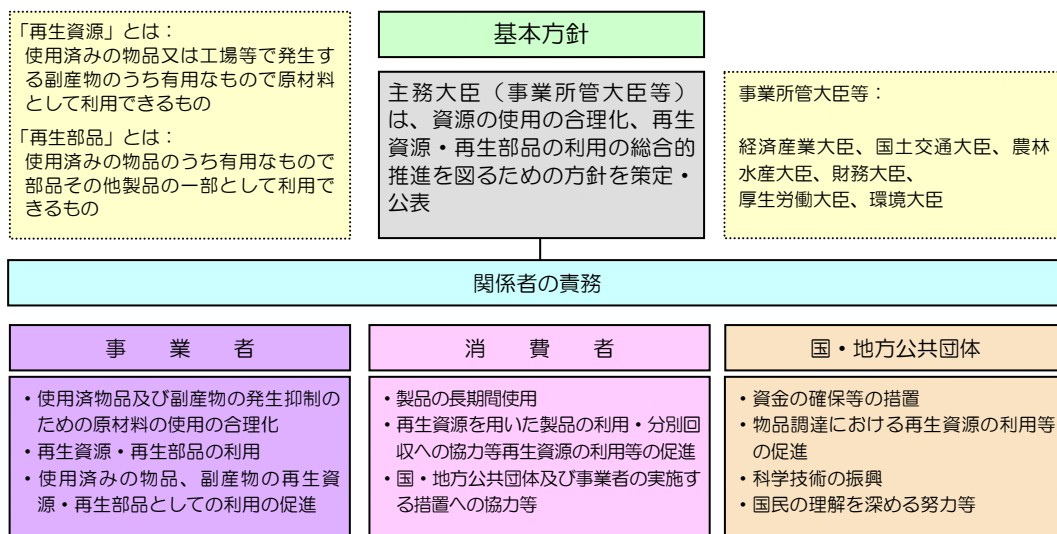 「再生資源」とは：
使用済みの物品又は工場等で発生す
る副産物のうち有用なもので原材料
として利用できるもの
「再生部品」とは：
使用済みの物品のうち有用なもので
部品その他製品の一部として利用で
きるもの
基本方針
主務大臣（事業所管大臣等）
は、資源の使用の合理化、再生
資源・再生部品の利用の総合的
推進を図るための方針を策定・
公表
事業所管大臣等：
経済産業大臣、国土交通大臣、農林
水産大臣、財務大臣、
厚生労働大臣、環境大臣
関係者の責務
事　業　者
・使用済物品及び副産物の発生抑制の
ための原材料の使用の合理化
・再生資源・再生部品の利用
・使用済みの物品、副産物の再生資
源・再生部品としての利用の促進
消　費　者
・製品の長期間使用
・再生資源を用いた製品の利用・分別回
収への協力等再生資源の利用等の促進
・国・地方公共団体及び事業者の実施す
る措置への協力等
国・地方公共団体
・資金の確保等の措置
・物品調達における再生資源の利用等
の促進
・科学技術の振興
・国民の理解を深める努力等